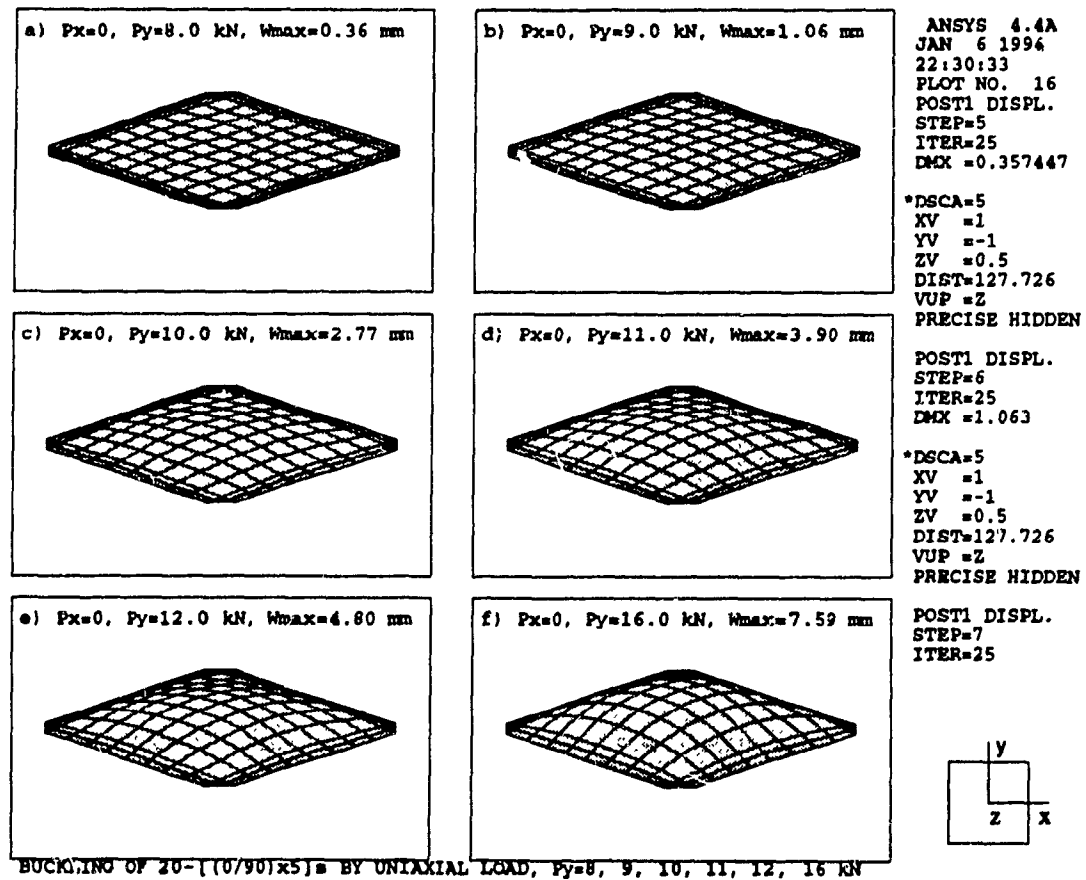 a) Px=0, Py=8.0 kN, Wmax=0.36 mm
b) Px=0, Py=9.0 kN, Wmax=1.06 mm
c) Px=0, Py=10.0 kN, Wmax=2.77 mm
d) Px=0, Py=11.0 kN, Wmax=3.90 mm
e) Px=0, Py=12.0 kN, Wmax=4.80 mm
f) Px=0, Py=16.0 kN, Wmax=7.59 mm
ANSYS 4.4A
JAN 6 1994
22:30:33
PLOT NO. 16
POST1 DISPL.
STEP=5
ITER=25
DMX =0.357447
*DSCA=5
XV =1
YV =-1
ZV =0.5
DIST=127.726
VUP =Z
PRECISE HIDDEN
POST1 DISPL.
STEP=6
ITER=25
DMX =1.063
*DSCA=5
XV =1
YV =-1
ZV =0.5
DIST=127.726
VUP =Z
PRECISE HIDDEN
POST1 DISPL.
STEP=7
ITER=25
y
Z X
BUCKLING OF 20-[(0/90)x5]s BY UNIAXIAL LOAD, Py=8, 9, 10, 11, 12, 16 kN